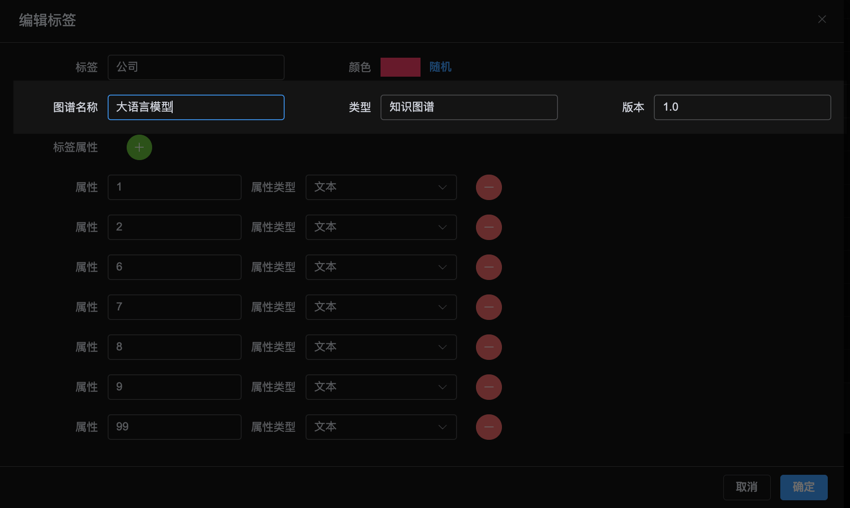 编辑标签
标签 公司 颜色 随机
图谱名称 大语言模型 类型 知识图谱 版本 1.0
标签属性
属性 1 属性类型 文本
属性 2 属性类型 文本
属性 6 属性类型 文本
属性 7 属性类型 文本
属性 8 属性类型 文本
属性 9 属性类型 文本
属性 99 属性类型 文本
取消 确定